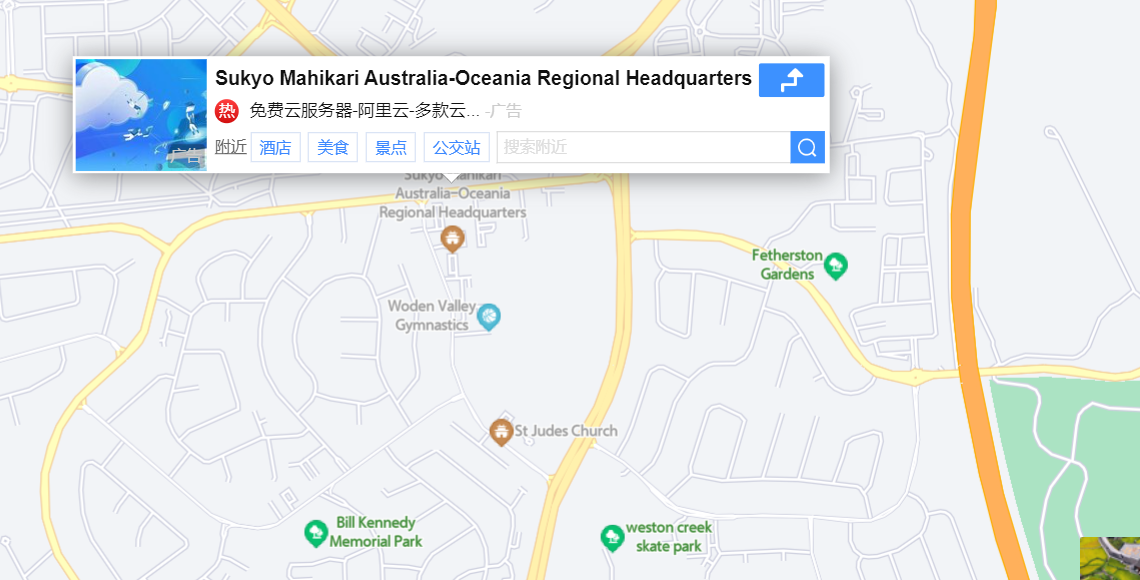 Sukyo Mahikari Australia-Oceania Regional Headquarters
热 免费云服务器-阿里云-多款云... -广告
广告
附近 酒店 美食 景点 公交站 搜索附近
Sukyo Mahikari
Australia-Oceania
Regional Headquarters
Fetherston
Gardens
Woden Valley
Gymnastics
St Judes Church
Bill Kennedy
Memorial Park
weston creek
skate park